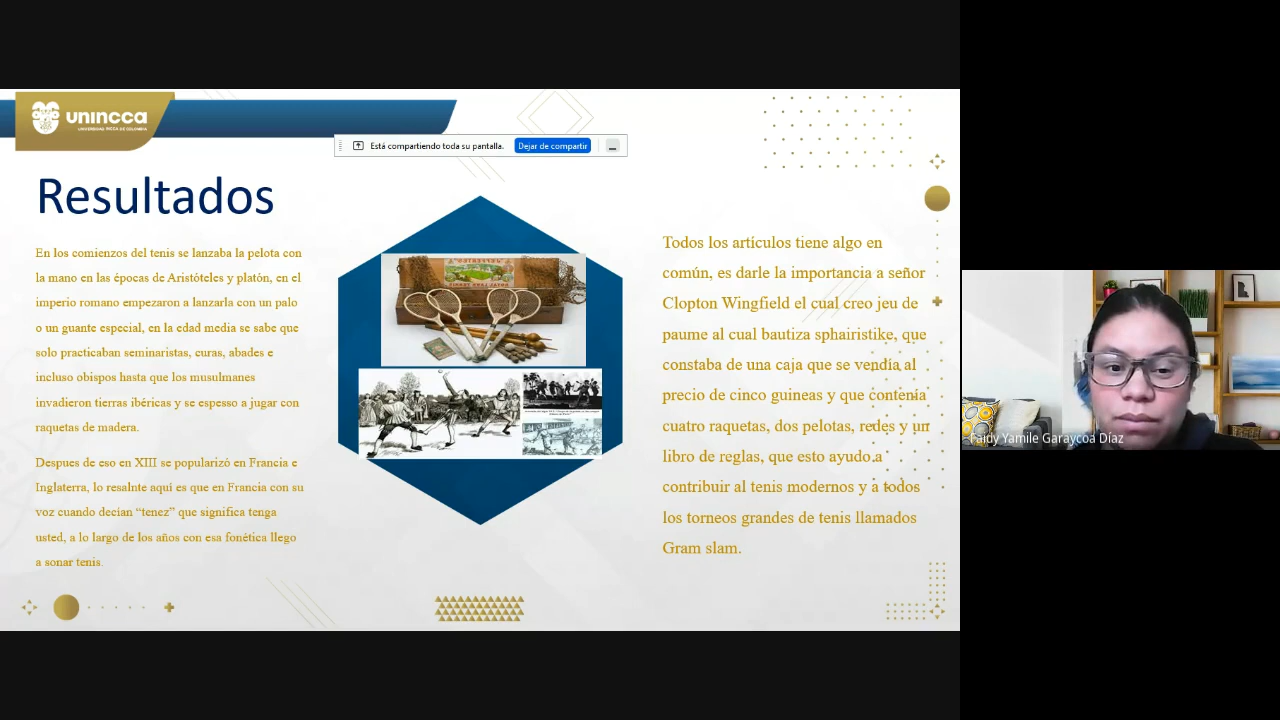 unincca
UNIVERSIDAD INCCA DE COLOMBIA
Está compartiendo toda su pantalla.
Dejar de compartir
Resultados
En los comienzos del tenis se lanzaba la pelota con
la mano en las épocas de Aristóteles y platón, en el
imperio romano empezaron a lanzarla con un palo
o un guante especial, en la edad media se sabe que
solo practicaban seminaristas, curas, abades e
incluso obispos hasta que los musulmanes
invadieron tierras ibéricas y se espesso a jugar con
raquetas de madera.
Despues de eso en XIII se popularizó en Francia e
Inglaterra, lo resalnte aquí es que en Francia con su
voz cuando decían “tenez” que significa tenga
usted, a lo largo de los años con esa fonética llego
a sonar tenis.
Todos los artículos tiene algo en
común, es darle la importancia a señor
Clopton Wingfield el cual creo jeu de
paume al cual bautiza sphairistike, que
constaba de una caja que se vendía al
precio de cinco guineas y que contenía
cuatro raquetas, dos pelotas, redes y un
libro de reglas, que esto ayudo a
contribuir al tenis modernos y a todos
los torneos grandes de tenis llamados
Gram slam.
Faidy Yamile Garaycoa Díaz